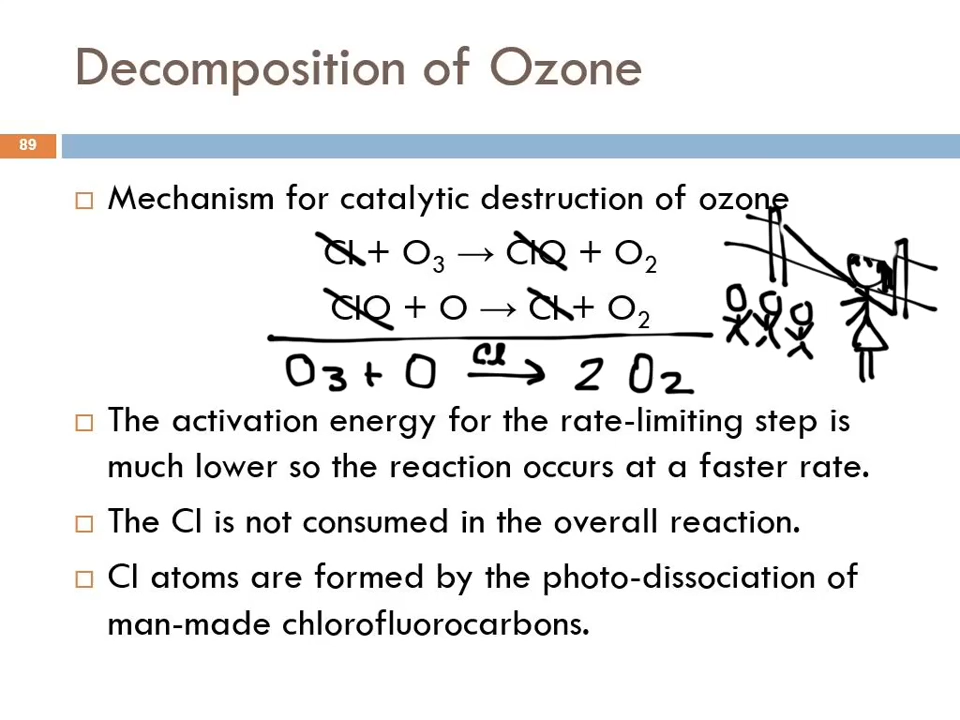 Decomposition of Ozone
89
Mechanism for catalytic destruction of ozone
Cl + O3 → ClO + O2
ClO + O → Cl + O2
O3 + O Cl → 2 O2
The activation energy for the rate-limiting step is
much lower so the reaction occurs at a faster rate.
The Cl is not consumed in the overall reaction.
Cl atoms are formed by the photo-dissociation of
man-made chlorofluorocarbons.